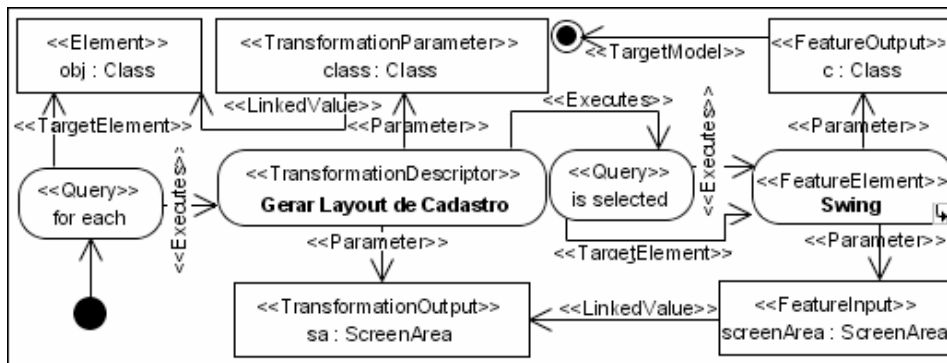 <<Element>>
obj : Class
<<TransformationParameter>>
class : Class
<<FeatureOutput>>
c : Class
<<TargetModel>>
<<LinkedValue>>
<<Executes>>
<<TargetElement>>
<<Parameter>>
<<Parameter>>
<<Executes>>
<<Executes>>
<<Query>>
for each
<<TransformationDescriptor>>
Gerar Layout de Cadastro
<<Query>>
is selected
<<FeatureElement>>
Swing
<<Parameter>>
<<TargetElement>>
<<Parameter>>
<<TransformationOutput>>
sa : ScreenArea
<<LinkedValue>>
<<FeatureInput>>
screenArea : ScreenArea